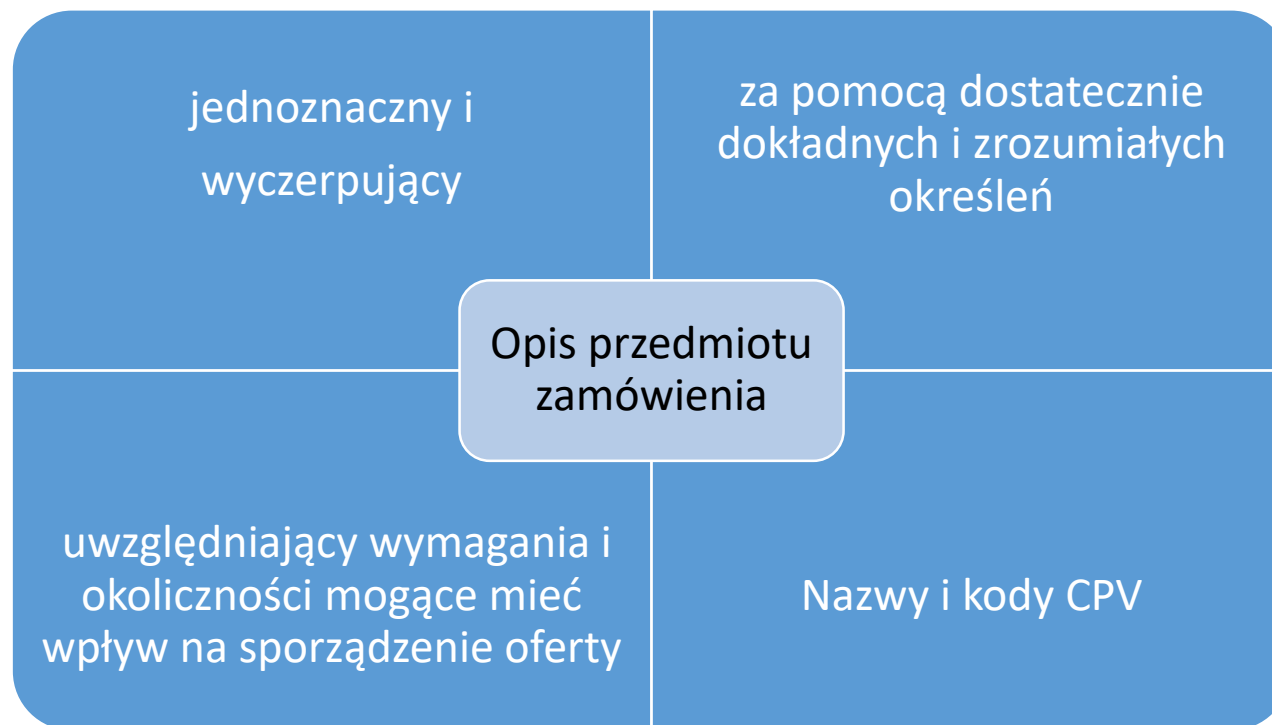 jednoznaczny i
wyczerpujący
za pomocą dostatecznie
dokładnych i zrozumiałych
określeń
Opis przedmiotu
zamówienia
uwzględniający wymagania i
okoliczności mogące mieć
wpływ na sporządzenie oferty
Nazwy i kody CPV